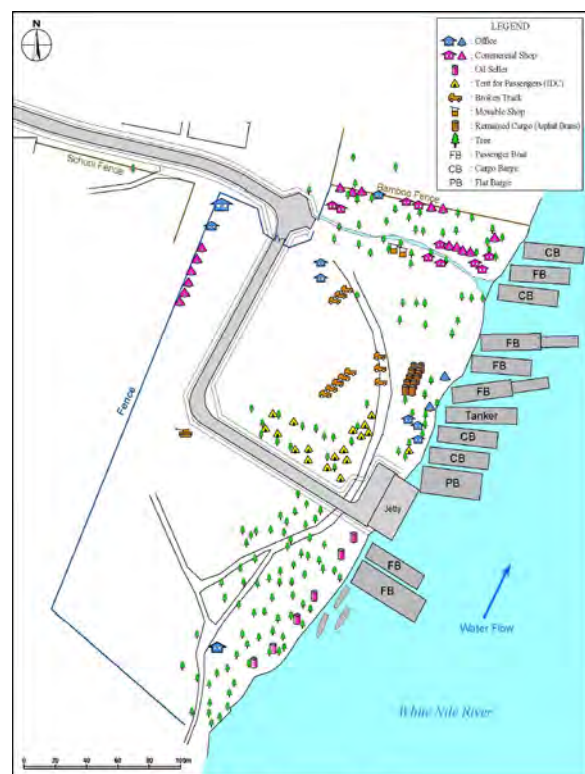 N
LEGEND
: Office
: Commercial Shop
: Oil Seller
: Tent for Passengers (IDC)
: Broken Truck
: Movable Shop
: Remained Cargo (Asphalt Drum)
: Tree
FB : Passenger Boat
CB : Cargo Barge
PB : Flat Barge
School Fence
Bamboo Fence
CB
FB
CB
FB
FB
FB
Tanker
CB
CB
PB
Fence
Jetty
FB
FB
Water Flow
White Nile River
0 20 40 60 80 100m